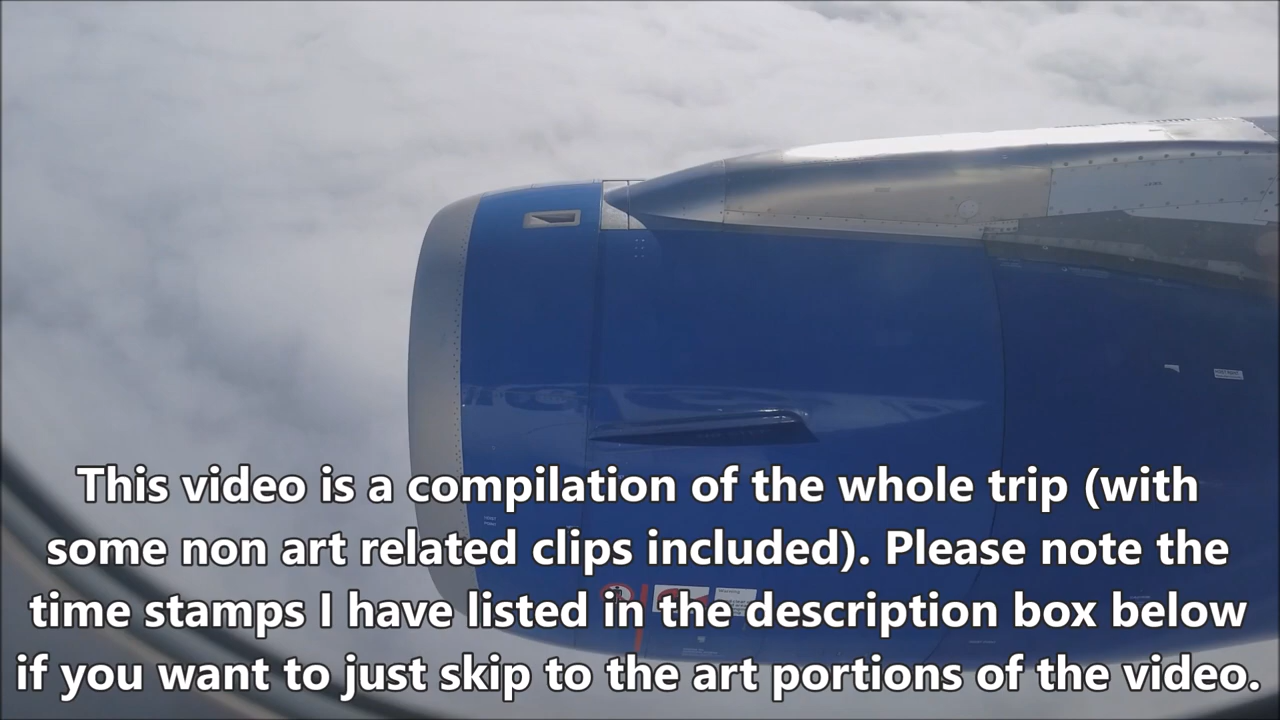 This video is a compilation of the whole trip (with
some non art related clips included). Please note the
time stamps I have listed in the description box below
if you want to just skip to the art portions of the video.